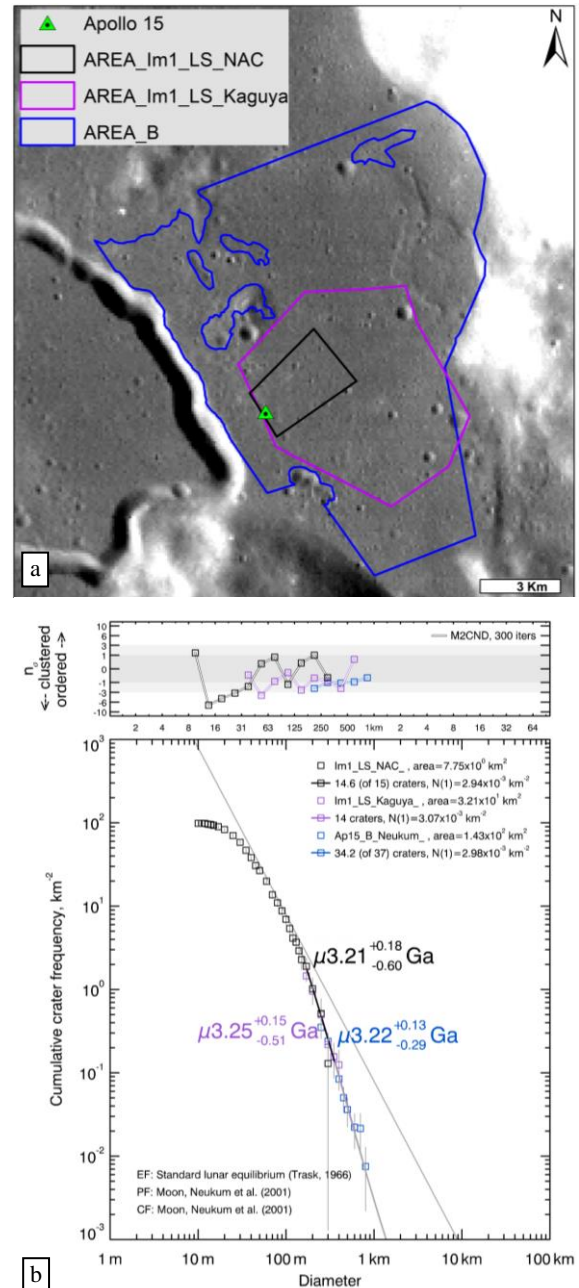 Apollo 15
AREA_Im1_LS_NAC
AREA_Im1_LS_Kaguya
AREA_B
N
3 Km
a
n_σ
<-- clustered
ordered -->
10
6
3
1
-1
-3
-6
-10
M2CND, 300 iters
2 4 8 16 31 63 125 250 500 1km 2 4 8 16 32 64
10³
10²
10¹
10⁰
10⁻¹
10⁻²
10⁻³
Cumulative crater frequency, km⁻²
Im1_LS_NAC_ , area=7.75x10⁰ km²
14.6 (of 15) craters, N(1)=2.94x10⁻³ km⁻²
Im1_LS_Kaguya_ , area=3.21x10¹ km²
14 craters, N(1)=3.07x10⁻³ km⁻²
Ap15_B_Neukum_ , area=1.43x10² km²
34.2 (of 37) craters, N(1)=2.98x10⁻³ km⁻²
μ3.21 +0.18 -0.60 Ga
μ3.25 +0.15 -0.51 Ga
μ3.22 +0.13 -0.29 Ga
EF: Standard lunar equilibrium (Trask, 1966)
PF: Moon, Neukum et al. (2001)
CF: Moon, Neukum et al. (2001)
1 m 10 m 100 m 1 km 10 km 100 km
Diameter
b